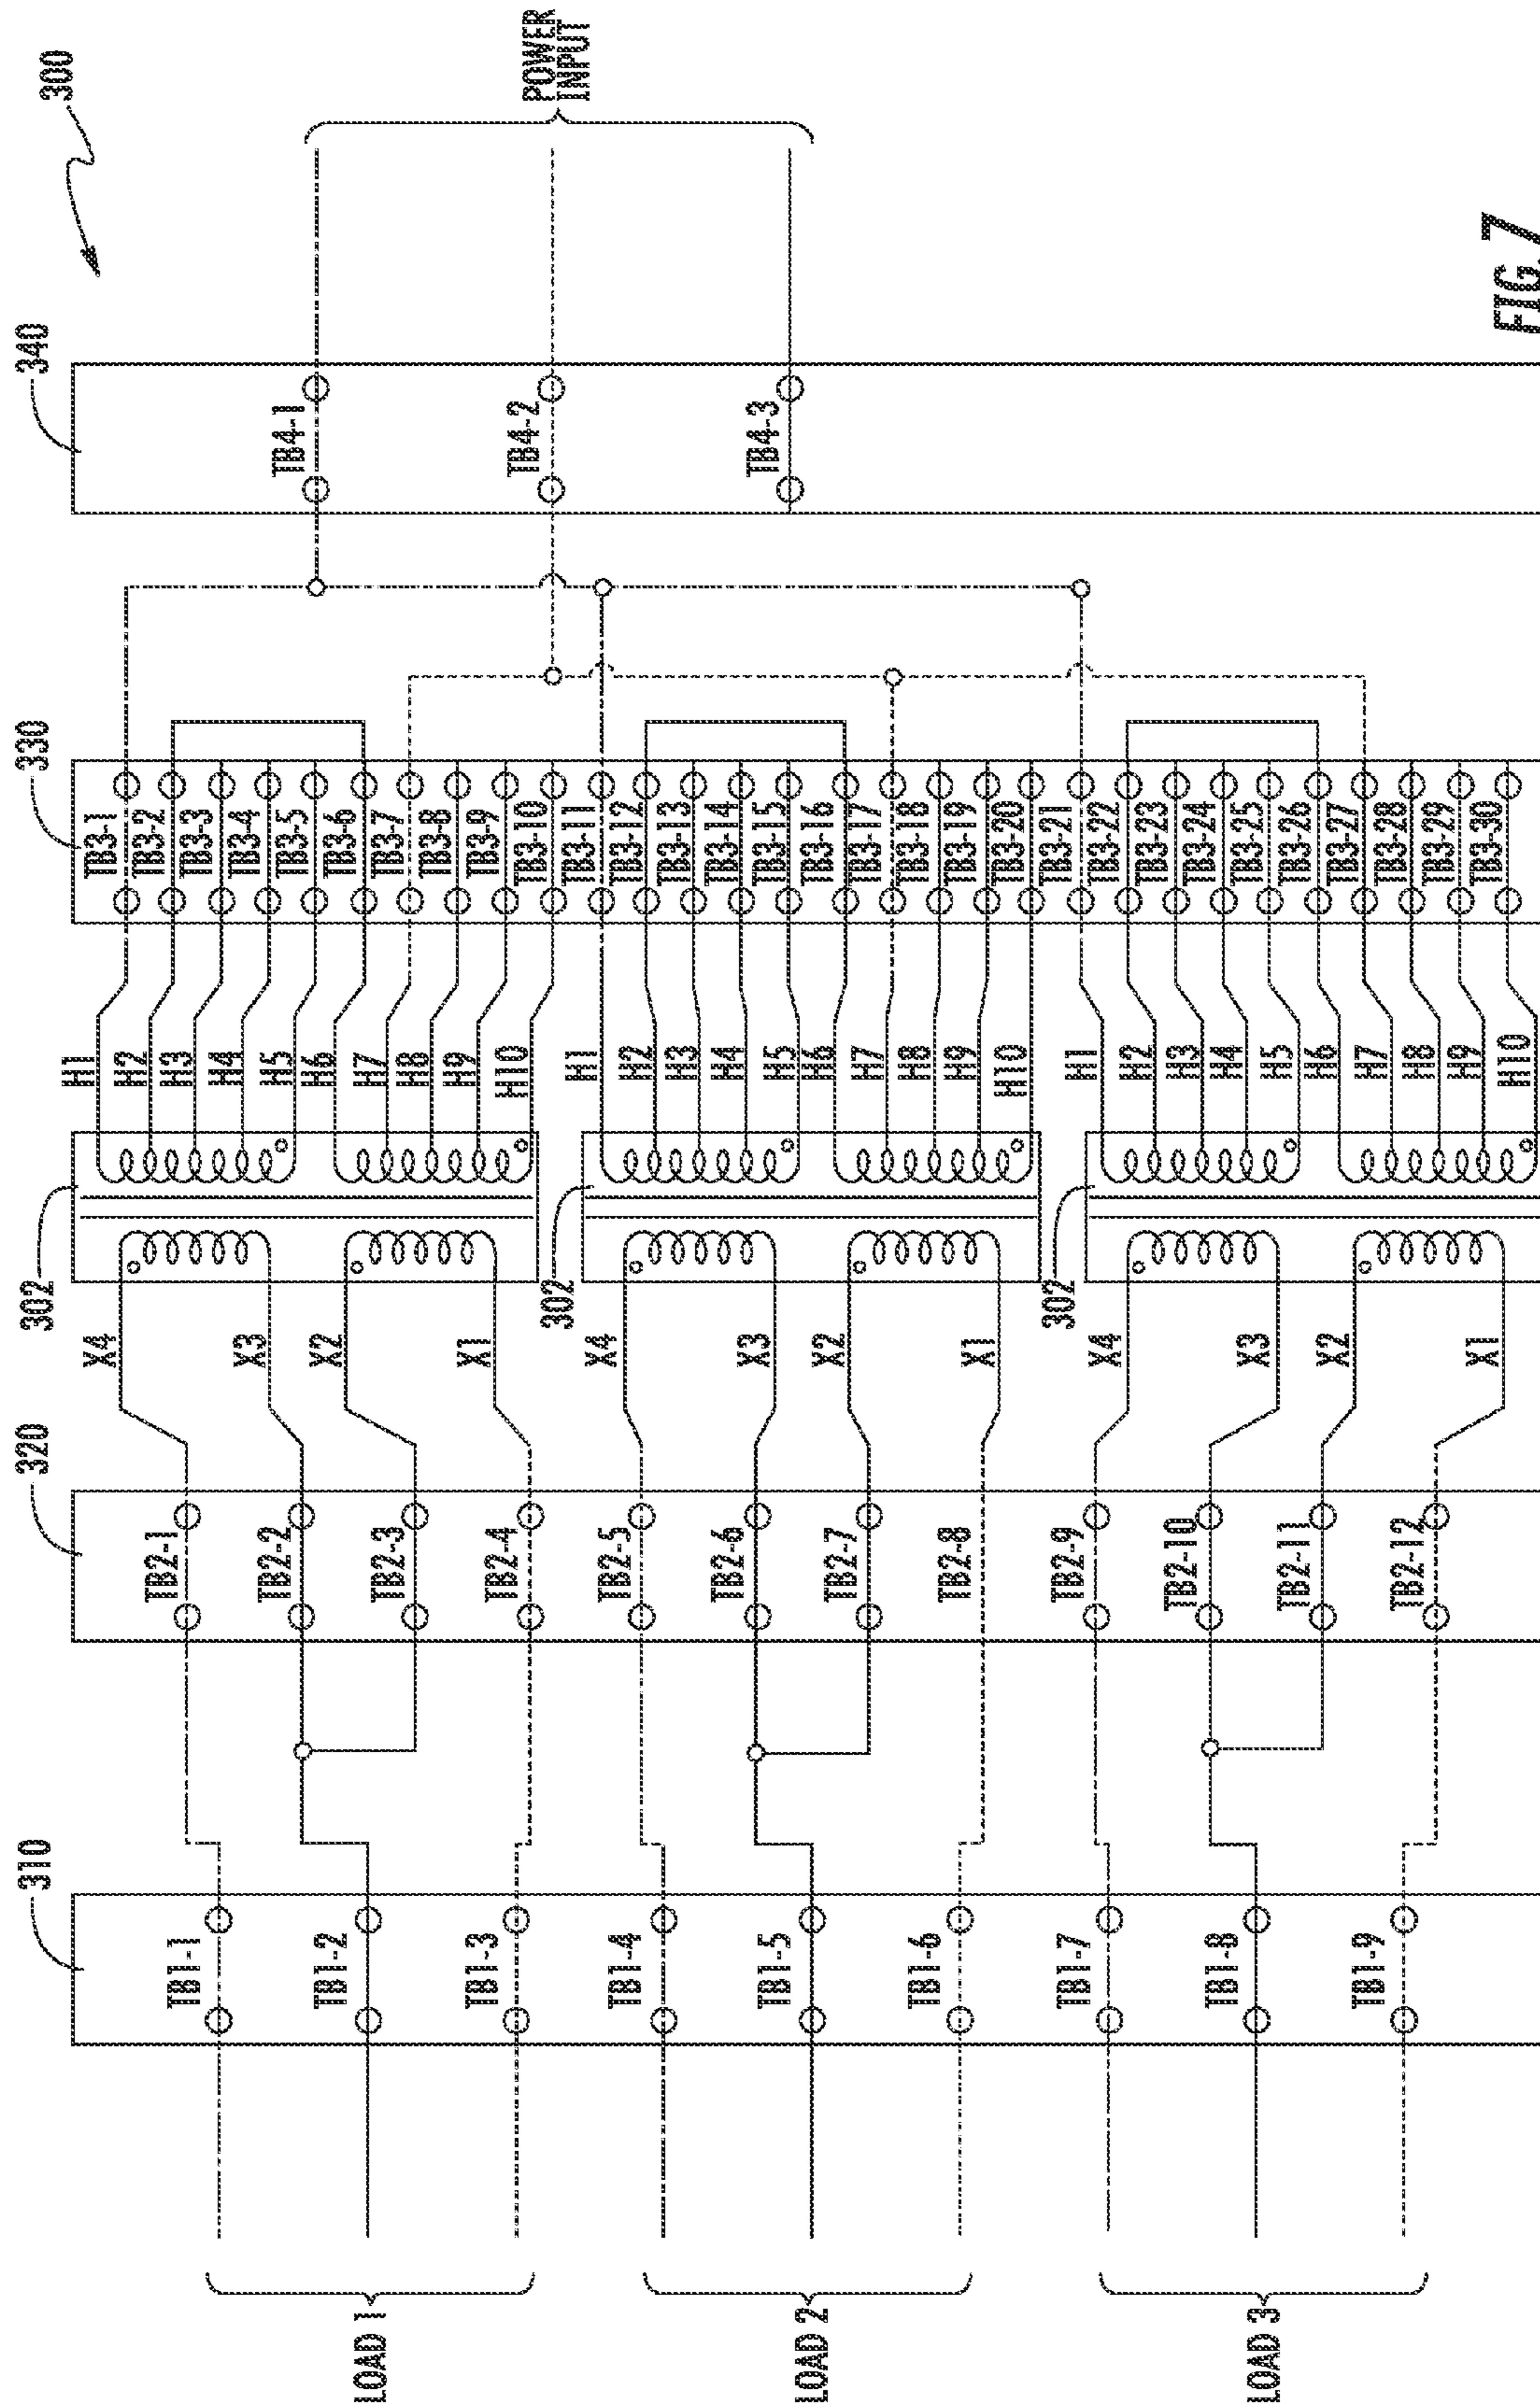 300
POWER
INPUT
340
TB4-1
TB4-2
TB4-3
FIG. 7
330
TB3-1
TB3-2
TB3-3
TB3-4
TB3-5
TB3-6
TB3-7
TB3-8
TB3-9
TB3-10
TB3-11
TB3-12
TB3-13
TB3-14
TB3-15
TB3-16
TB3-17
TB3-18
TB3-19
TB3-20
TB3-21
TB3-22
TB3-23
TB3-24
TB3-25
TB3-26
TB3-27
TB3-28
TB3-29
TB3-30
H1
H2
H3
H4
H5
H6
H7
H8
H9
H10
H1
H2
H3
H4
H5
H6
H7
H8
H9
H10
H1
H2
H3
H4
H5
H6
H7
H8
H9
H10
302
302
302
X4
X3
X2
X1
X4
X3
X2
X1
X4
X3
X2
X1
320
TB2-1
TB2-2
TB2-3
TB2-4
TB2-5
TB2-6
TB2-7
TB2-8
TB2-9
TB2-10
TB2-11
TB2-12
310
TB1-1
TB1-2
TB1-3
TB1-4
TB1-5
TB1-6
TB1-7
TB1-8
TB1-9
LOAD 1
LOAD 2
LOAD 3